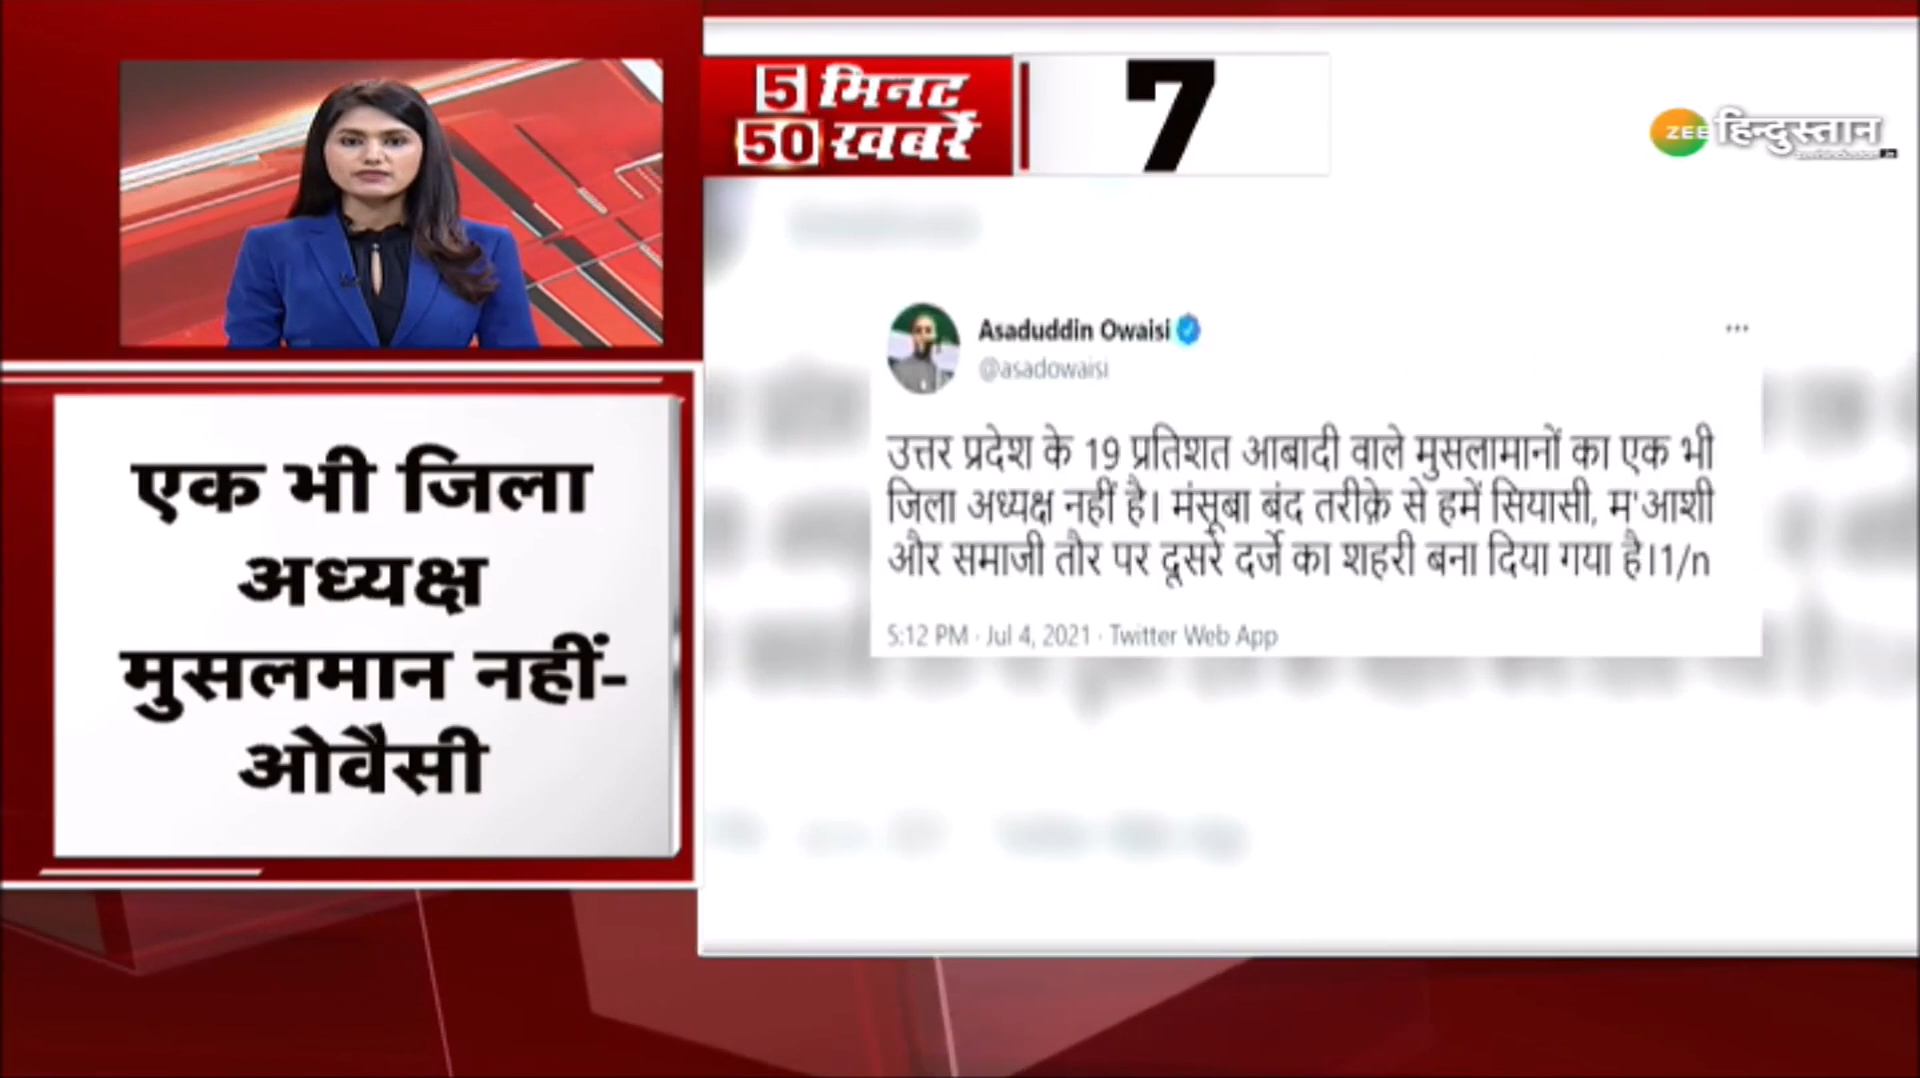 5 मिनट
50 खबरें
7
ZEE हिन्दुस्तान
Asaduddin Owaisi
@asadowaisi
उत्तर प्रदेश के 19 प्रतिशत आबादी वाले मुसलामानों का एक भी
जिला अध्यक्ष नहीं है। मंसूबा बंद तरीक़े से हमें सियासी, म'आशी
और समाजी तौर पर दूसरे दर्जे का शहरी बना दिया गया है।1/n
5:12 PM · Jul 4, 2021 · Twitter Web App
एक भी जिला
अध्यक्ष
मुसलमान नहीं-
ओवैसी